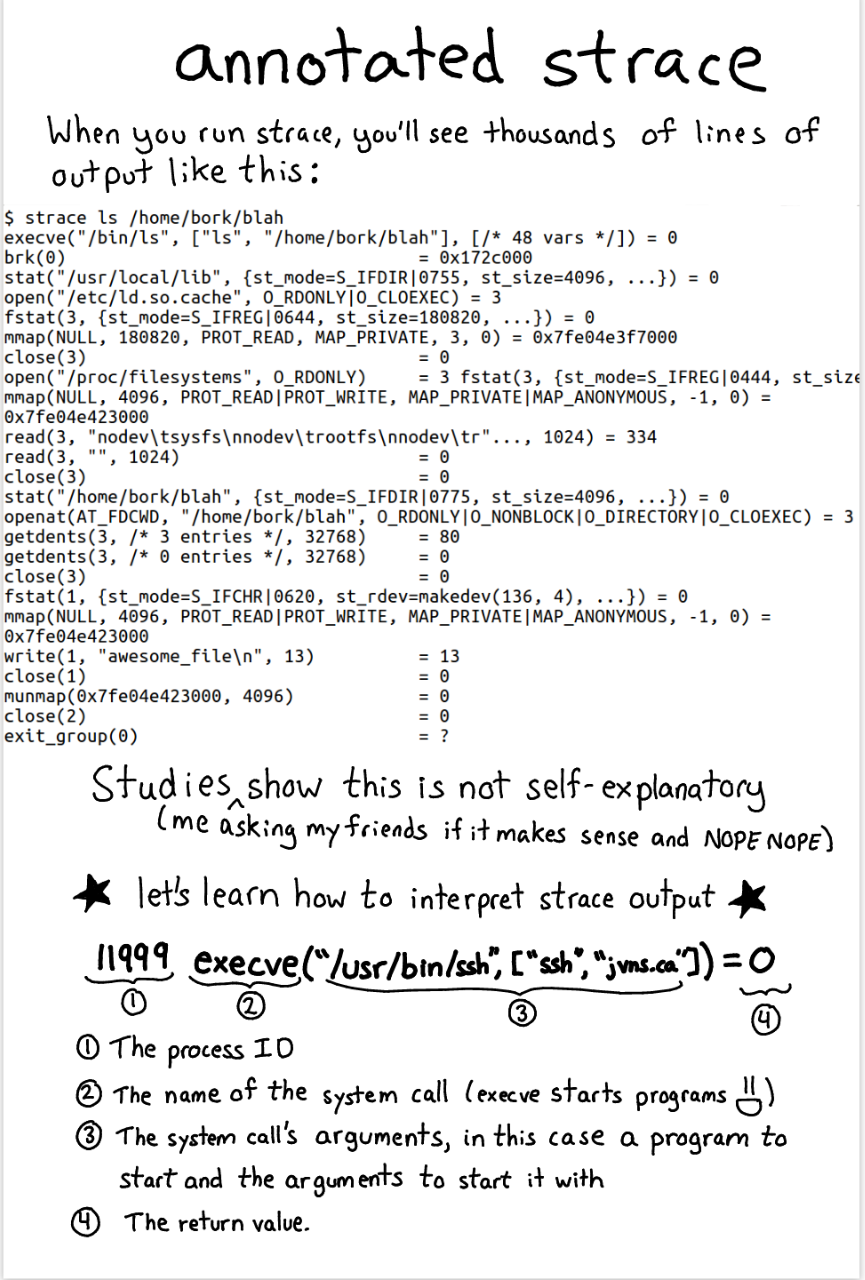 annotated strace
When you run strace, you'll see thousands of lines of
output like this:
$ strace ls /home/bork/blah
execve("/bin/ls", ["ls", "/home/bork/blah"], [/* 48 vars */]) = 0
brk(0) = 0x172c000
stat("/usr/local/lib", {st_mode=S_IFDIR|0755, st_size=4096, ...}) = 0
open("/etc/ld.so.cache", O_RDONLY|O_CLOEXEC) = 3
fstat(3, {st_mode=S_IFREG|0644, st_size=180820, ...}) = 0
mmap(NULL, 180820, PROT_READ, MAP_PRIVATE, 3, 0) = 0x7fe04e3f7000
close(3) = 0
open("/proc/filesystems", O_RDONLY) = 3 fstat(3, {st_mode=S_IFREG|0444, st_size
mmap(NULL, 4096, PROT_READ|PROT_WRITE, MAP_PRIVATE|MAP_ANONYMOUS, -1, 0) =
0x7fe04e423000
read(3, "nodev\tsysfs\nnodev\trootfs\nnodev\tr"..., 1024) = 334
read(3, "", 1024) = 0
close(3) = 0
stat("/home/bork/blah", {st_mode=S_IFDIR|0775, st_size=4096, ...}) = 0
openat(AT_FDCWD, "/home/bork/blah", O_RDONLY|O_NONBLOCK|O_DIRECTORY|O_CLOEXEC) = 3
getdents(3, /* 3 entries */, 32768) = 80
getdents(3, /* 0 entries */, 32768) = 0
close(3) = 0
fstat(1, {st_mode=S_IFCHR|0620, st_rdev=makedev(136, 4), ...}) = 0
mmap(NULL, 4096, PROT_READ|PROT_WRITE, MAP_PRIVATE|MAP_ANONYMOUS, -1, 0) =
0x7fe04e423000
write(1, "awesome_file\n", 13) = 13
close(1) = 0
munmap(0x7fe04e423000, 4096) = 0
close(2) = 0
exit_group(0) = ?
Studies^show this is not self-explanatory
(me asking my friends if it makes sense and NOPE NOPE)
★ let's learn how to interpret strace output ★
11999 execve("/usr/bin/ssh", ["ssh", "jvns.ca"]) = 0
① ② ③ ④
① The process ID
② The name of the system call (execve starts programs !!)
③ The system call's arguments, in this case a program to
start and the arguments to start it with
④ The return value.